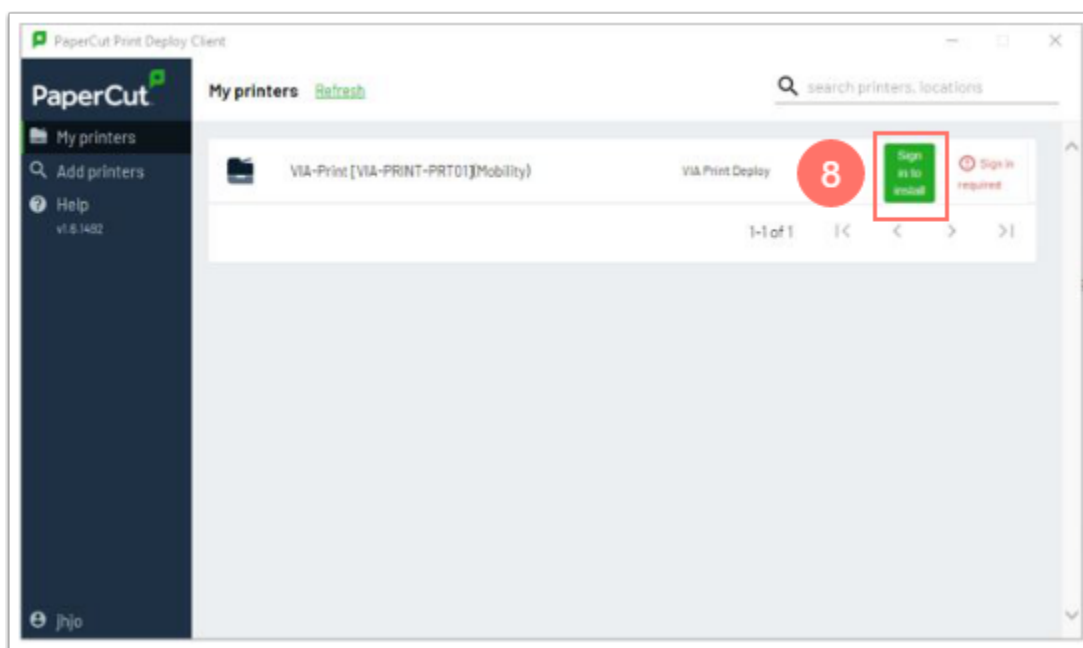 PaperCut Print Deploy Client
PaperCut
My printers Refresh
search printers, locations
My printers
Add printers
Help
v1.8.1492
VIA-Print [VIA-PRINT-PRT01](Mobility)
VIA Print Deploy
8
Sign
in to
install
Sign in
required
1-1 of 1
jhjo